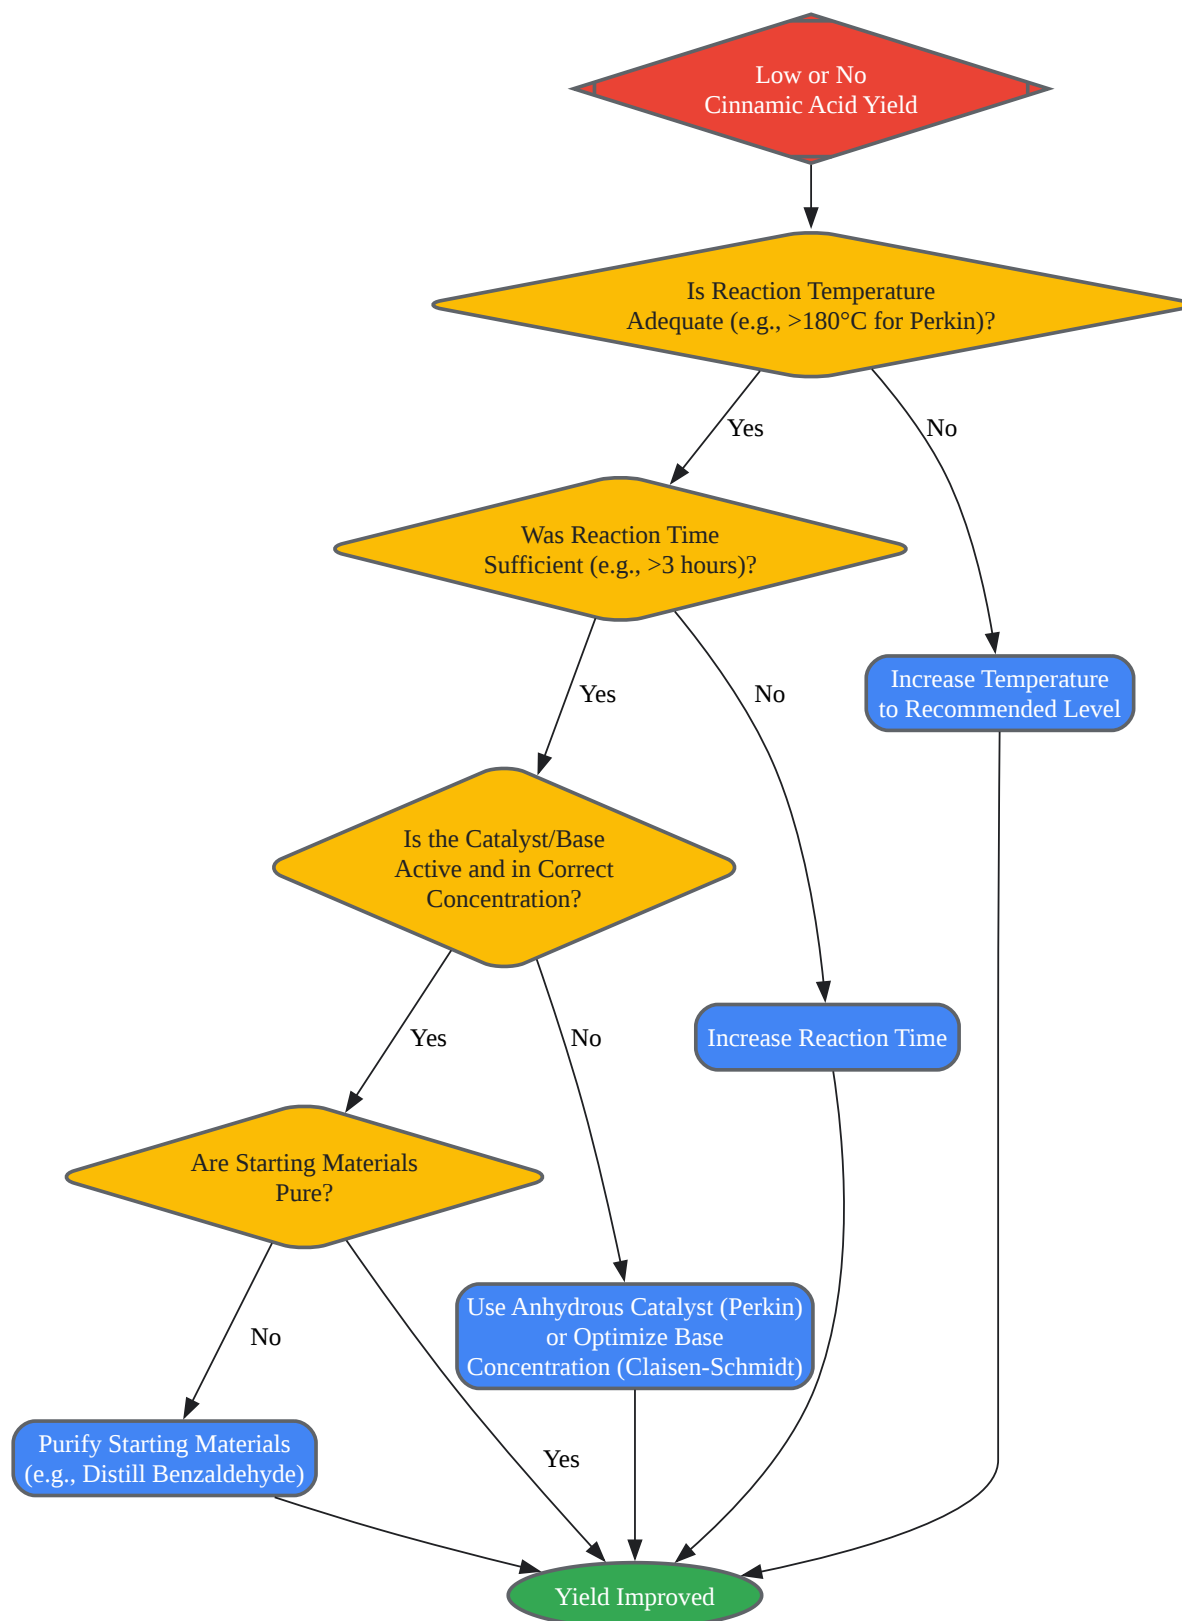 Low or No
Cinnamic Acid Yield
Is Reaction Temperature
Adequate (e.g., >180°C for Perkin)?
Yes
No
Was Reaction Time
Sufficient (e.g., >3 hours)?
Increase Temperature
to Recommended Level
Yes
No
Is the Catalyst/Base
Active and in Correct
Concentration?
Yes
No
Increase Reaction Time
Are Starting Materials
Pure?
Use Anhydrous Catalyst (Perkin)
or Optimize Base
Concentration (Claisen-Schmidt)
No
Purify Starting Materials
(e.g., Distill Benzaldehyde)
Yes
Yield Improved